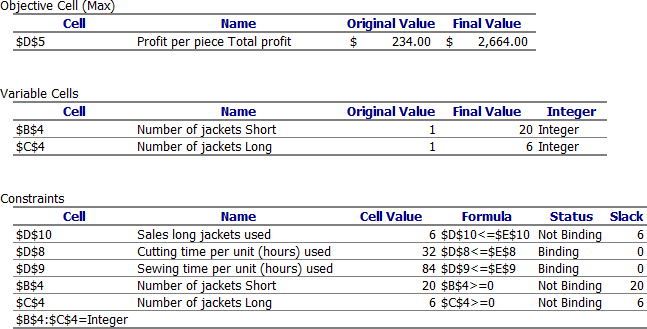 Objective Cell (Max)
Cell Name Original Value Final Value
$D$5 Profit per piece Total profit $ 234.00 $ 2,664.00
Variable Cells
Cell Name Original Value Final Value Integer
$B$4 Number of jackets Short 1 20 Integer
$C$4 Number of jackets Long 1 6 Integer
Constraints
Cell Name Cell Value Formula Status Slack
$D$10 Sales long jackets used 6 $D$10<=$E$10 Not Binding 6
$D$8 Cutting time per unit (hours) used 32 $D$8<=$E$8 Binding 0
$D$9 Sewing time per unit (hours) used 84 $D$9<=$E$9 Binding 0
$B$4 Number of jackets Short 20 $B$4>=0 Not Binding 20
$C$4 Number of jackets Long 6 $C$4>=0 Not Binding 6
$B$4:$C$4=Integer